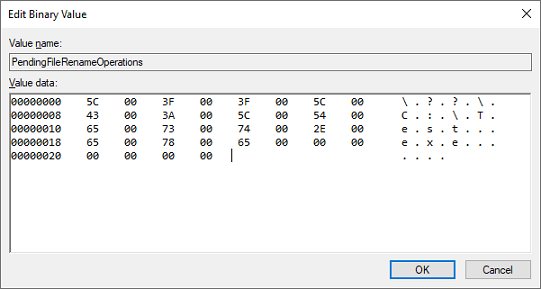 Edit Binary Value
Value name:
PendingFileRenameOperations
Value data:
00000000 5C 00 3F 00 3F 00 5C 00 \ . ? . ? . \ .
00000008 43 00 3A 00 5C 00 54 00 C . : . \ . T .
00000010 65 00 73 00 74 00 2E 00 e . s . t . . .
00000018 65 00 78 00 65 00 00 00 e . x . e . . .
00000020 00 00 00 00 . . . .
OK Cancel